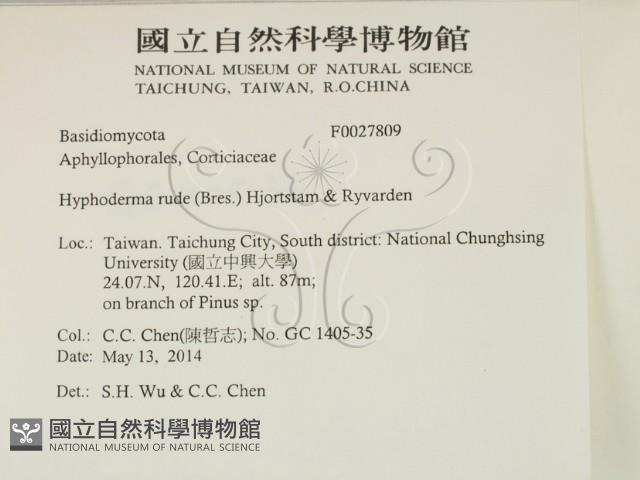 國立自然科學博物館
NATIONAL MUSEUM OF NATURAL SCIENCE
TAICHUNG, TAIWAN, R.O.CHINA
Basidiomycota F0027809
Aphyllophorales, Corticiaceae
Hyphoderma rude (Bres.) Hjortstam & Ryvarden
Loc.: Taiwan. Taichung City, South district: National Chunghsing
University (國立中興大學)
24.07.N, 120.41.E; alt. 87m;
on branch of Pinus sp.
Col.: C.C. Chen(陳哲志); No. GC 1405-35
Date: May 13, 2014
Det.: S.H. Wu & C.C. Chen
國立自然科學博物館
NATIONAL MUSEUM OF NATURAL SCIENCE